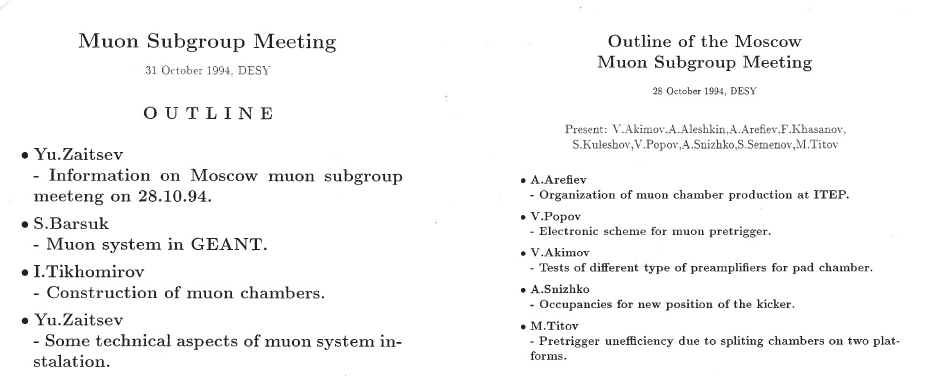 Muon Subgroup Meeting
31 October 1994, DESY
O U T L I N E
• Yu.Zaitsev
- Information on Moscow muon subgroup
meeteng on 28.10.94.
• S.Barsuk
- Muon system in GEANT.
• I.Tikhomirov
- Construction of muon chambers.
• Yu.Zaitsev
- Some technical aspects of muon system in-
stalation.
Outline of the Moscow
Muon Subgroup Meeting
28 October 1994, DESY
Present: V.Akimov,A.Aleshkin,A.Arefiev,F.Khasanov,
S.Kuleshov,V.Popov,A.Snizhko,S.Semenov,M.Titov
• A.Arefiev
- Organization of muon chamber production at ITEP.
• V.Popov
- Electronic scheme for muon pretrigger.
• V.Akimov
- Tests of different type of preamplifiers for pad chamber.
• A.Snizhko
- Occupancies for new position of the kicker.
• M.Titov
- Pretrigger unefficiency due to spliting chambers on two plat-
forms.